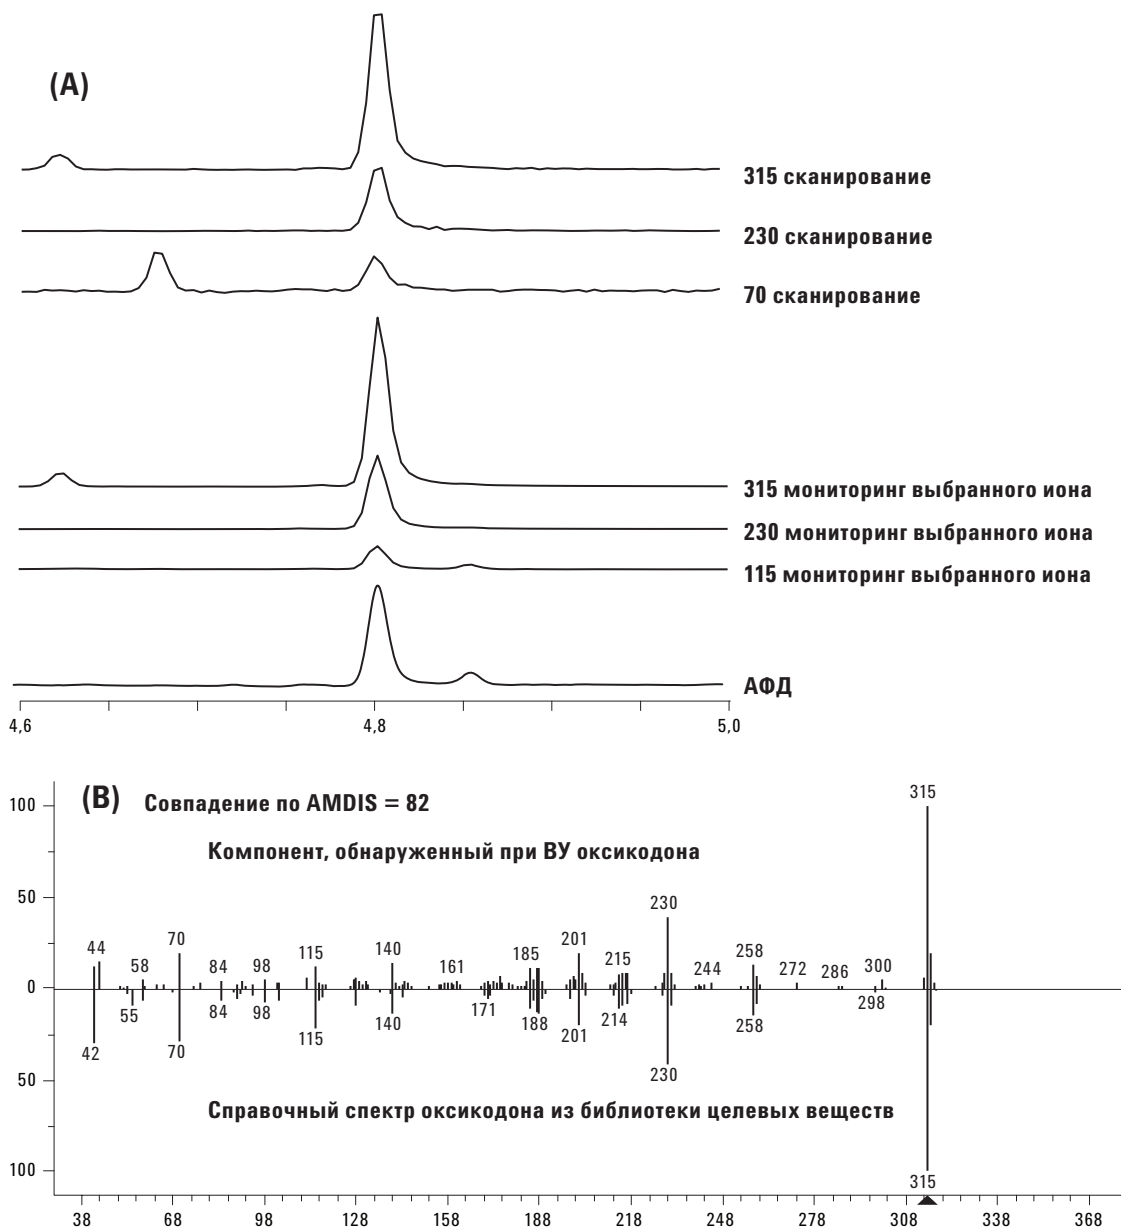 (A)
315 сканирование
230 сканирование
70 сканирование
315 мониторинг выбранного иона
230 мониторинг выбранного иона
115 мониторинг выбранного иона
АФД
4,6 4,8 5,0
(B) Совпадение по AMDIS = 82
Компонент, обнаруженный при ВУ оксикодона
315
100
50
230
44 58 70 84 98 115 140 161 185 201 215 244 258 272 286 300
0
55 84 98 171 188 214 298
42 70 115 140 201 258
230
50
Справочный спектр оксикодона из библиотеки целевых веществ
100
315
38 68 98 128 158 188 218 248 278 308 338 368